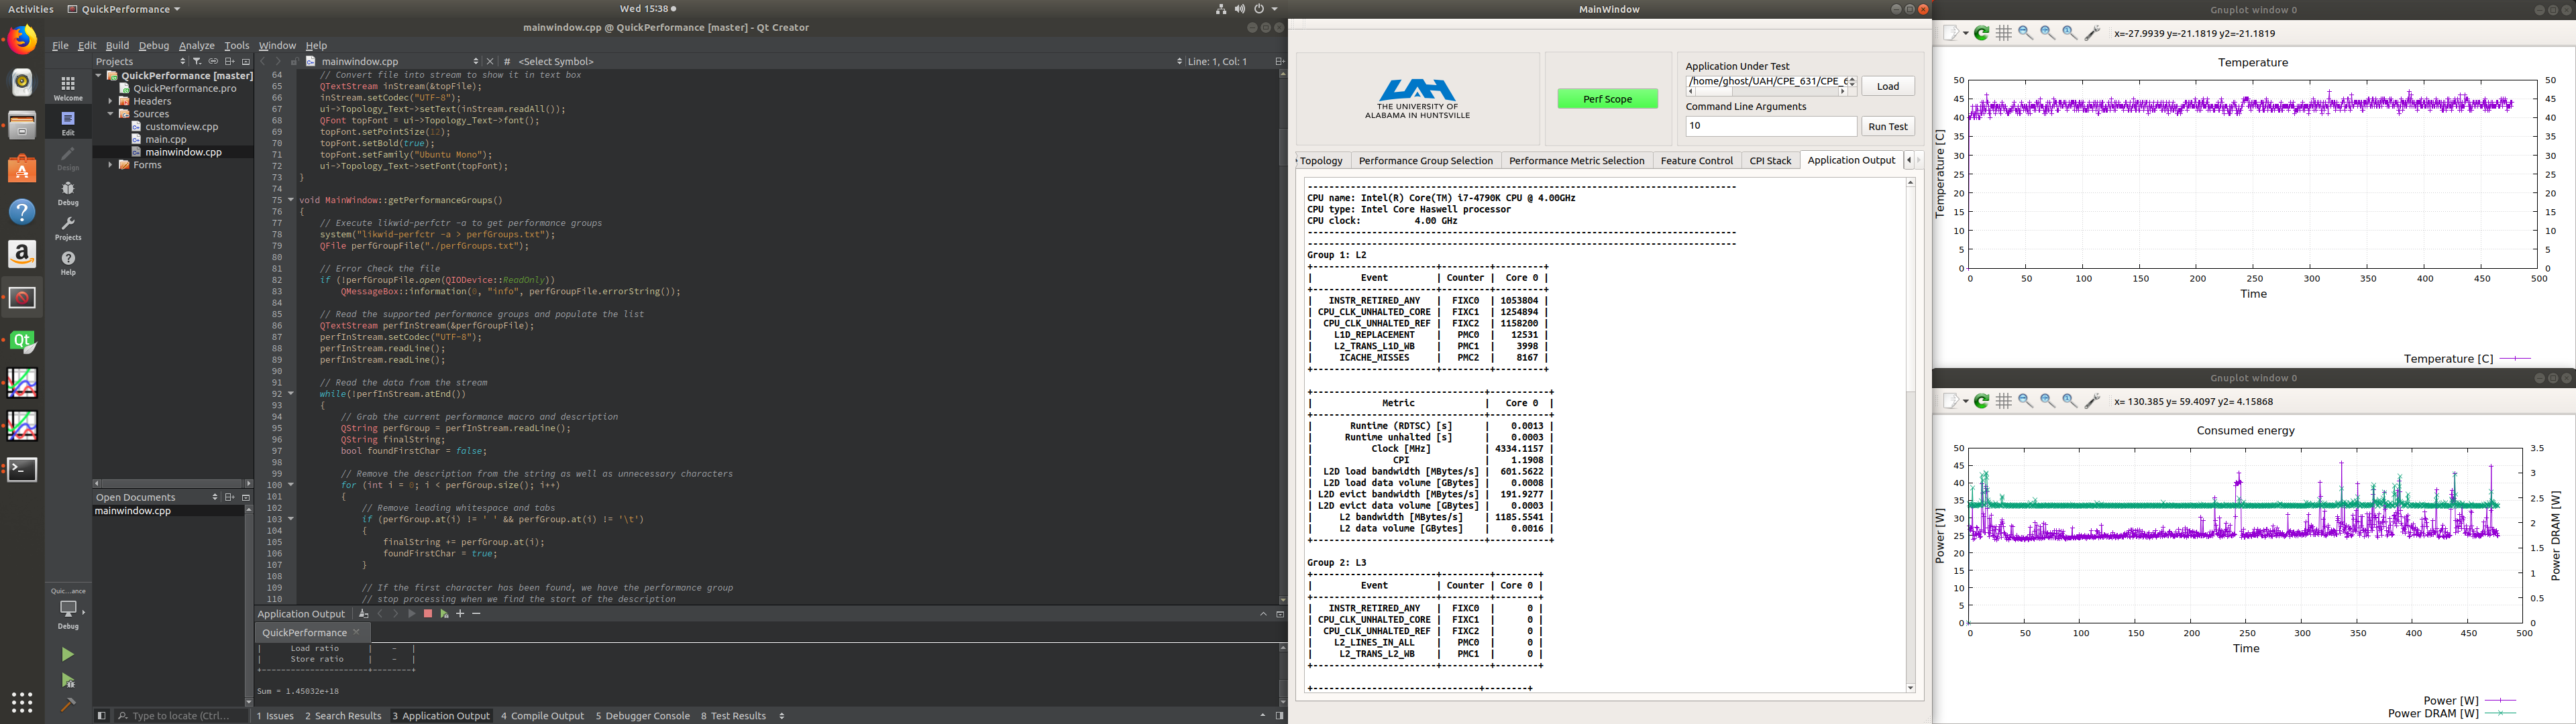 Activities QuickPerformance
Wed 15:38
mainwindow.cpp @ QuickPerformance [master] - Qt Creator
File Edit Build Debug Analyze Tools Window Help
Projects
mainwindow.cpp
# <Select Symbol>
Line: 1, Col: 1
Welcome
Edit
Design
Debug
Projects
Help
QuickPerformance [master]
QuickPerformance.pro
Headers
Sources
customview.cpp
main.cpp
mainwindow.cpp
Forms
Open Documents
mainwindow.cpp
Quic...ance
Debug
64 // Convert file into stream to show it in text box
65 QTextStream inStream(&topFile);
66 inStream.setCodec("UTF-8");
67 ui->Topology_Text->setText(inStream.readAll());
68 QFont topFont = ui->Topology_Text->font();
69 topFont.setPointSize(12);
70 topFont.setBold(true);
71 topFont.setFamily("Ubuntu Mono");
72 ui->Topology_Text->setFont(topFont);
73 }
74
75 void MainWindow::getPerformanceGroups()
76 {
77 // Execute likwid-perfctr -a to get performance groups
78 system("likwid-perfctr -a > perfGroups.txt");
79 QFile perfGroupFile("./perfGroups.txt");
80
81 // Error Check the file
82 if (!perfGroupFile.open(QIODevice::ReadOnly))
83 QMessageBox::information(0, "info", perfGroupFile.errorString());
84
85 // Read the supported performance groups and populate the list
86 QTextStream perfInStream(&perfGroupFile);
87 perfInStream.setCodec("UTF-8");
88 perfInStream.readLine();
89 perfInStream.readLine();
90
91 // Read the data from the stream
92 while(!perfInStream.atEnd())
93 {
94 // Grab the current performance macro and description
95 QString perfGroup = perfInStream.readLine();
96 QString finalString;
97 bool foundFirstChar = false;
98
99 // Remove the description from the string as well as unnecessary characters
100 for (int i = 0; i < perfGroup.size(); i++)
101 {
102 // Remove leading whitespace and tabs
103 if (perfGroup.at(i) != ' ' && perfGroup.at(i) != '\t')
104 {
105 finalString += perfGroup.at(i);
106 foundFirstChar = true;
107 }
108
109 // If the first character has been found, we have the performance group
110 // stop processing when we find the start of the description
Application Output
QuickPerformance
| Load ratio | - |
| Store ratio | - |
+---------------------+--------+
Sum = 1.45032e+18
Type to locate (Ctrl...
1 Issues 2 Search Results 3 Application Output 4 Compile Output 5 Debugger Console 8 Test Results
MainWindow
UAH
THE UNIVERSITY OF
ALABAMA IN HUNTSVILLE
Perf Scope
Application Under Test
/home/ghost/UAH/CPE_631/CPE_6
Load
Command Line Arguments
10
Run Test
Topology Performance Group Selection Performance Metric Selection Feature Control CPI Stack Application Output
--------------------------------------------------------------------------------
CPU name: Intel(R) Core(TM) i7-4790K CPU @ 4.00GHz
CPU type: Intel Core Haswell processor
CPU clock: 4.00 GHz
--------------------------------------------------------------------------------
--------------------------------------------------------------------------------
Group 1: L2
+-----------------------+---------+---------+
| Event | Counter | Core 0 |
+-----------------------+---------+---------+
| INSTR_RETIRED_ANY | FIXC0 | 1053804 |
| CPU_CLK_UNHALTED_CORE | FIXC1 | 1254894 |
| CPU_CLK_UNHALTED_REF | FIXC2 | 1158200 |
| L1D_REPLACEMENT | PMC0 | 12531 |
| L2_TRANS_L1D_WB | PMC1 | 3998 |
| ICACHE_MISSES | PMC2 | 8167 |
+-----------------------+---------+---------+
+--------------------------------+-----------+
| Metric | Core 0 |
+--------------------------------+-----------+
| Runtime (RDTSC) [s] | 0.0013 |
| Runtime unhalted [s] | 0.0003 |
| Clock [MHz] | 4334.1157 |
| CPI | 1.1908 |
| L2D load bandwidth [MBytes/s] | 601.5622 |
| L2D load data volume [GBytes] | 0.0008 |
| L2D evict bandwidth [MBytes/s] | 191.9277 |
| L2D evict data volume [GBytes] | 0.0003 |
| L2 bandwidth [MBytes/s] | 1185.5541 |
| L2 data volume [GBytes] | 0.0016 |
+--------------------------------+-----------+
Group 2: L3
+-----------------------+---------+--------+
| Event | Counter | Core 0 |
+-----------------------+---------+--------+
| INSTR_RETIRED_ANY | FIXC0 | 0 |
| CPU_CLK_UNHALTED_CORE | FIXC1 | 0 |
| CPU_CLK_UNHALTED_REF | FIXC2 | 0 |
| L2_LINES_IN_ALL | PMC0 | 0 |
| L2_TRANS_L2_WB | PMC1 | 0 |
+-----------------------+---------+--------+
+-------------------------------+--------+
Gnuplot window 0
x=-27.9939 y=-21.1819 y2=-21.1819
Temperature
Temperature [C]
50 45 40 35 30 25 20 15 10 5 0
50 45 40 35 30 25 20 15 10 5 0
0 50 100 150 200 250 300 350 400 450 500
Time
Temperature [C]
Gnuplot window 0
x= 130.385 y= 59.4097 y2= 4.15868
Consumed energy
Power [W]
50 45 40 35 30 25 20 15 10 5 0
3.5 3 2.5 2 1.5 1 0.5 0
Power DRAM [W]
0 50 100 150 200 250 300 350 400 450 500
Time
Power [W]
Power DRAM [W]